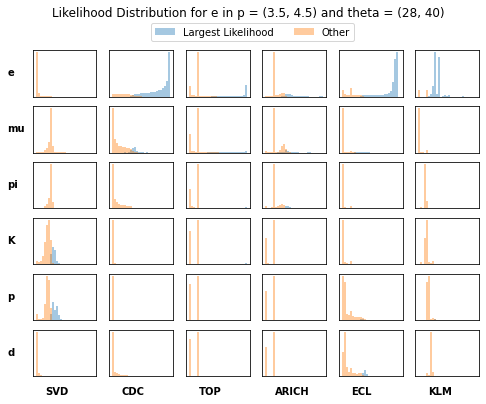 Likelihood Distribution for e in p = (3.5, 4.5) and theta = (28, 40)
Largest Likelihood Other
e
mu
pi
K
p
d
SVD CDC TOP ARICH ECL KLM